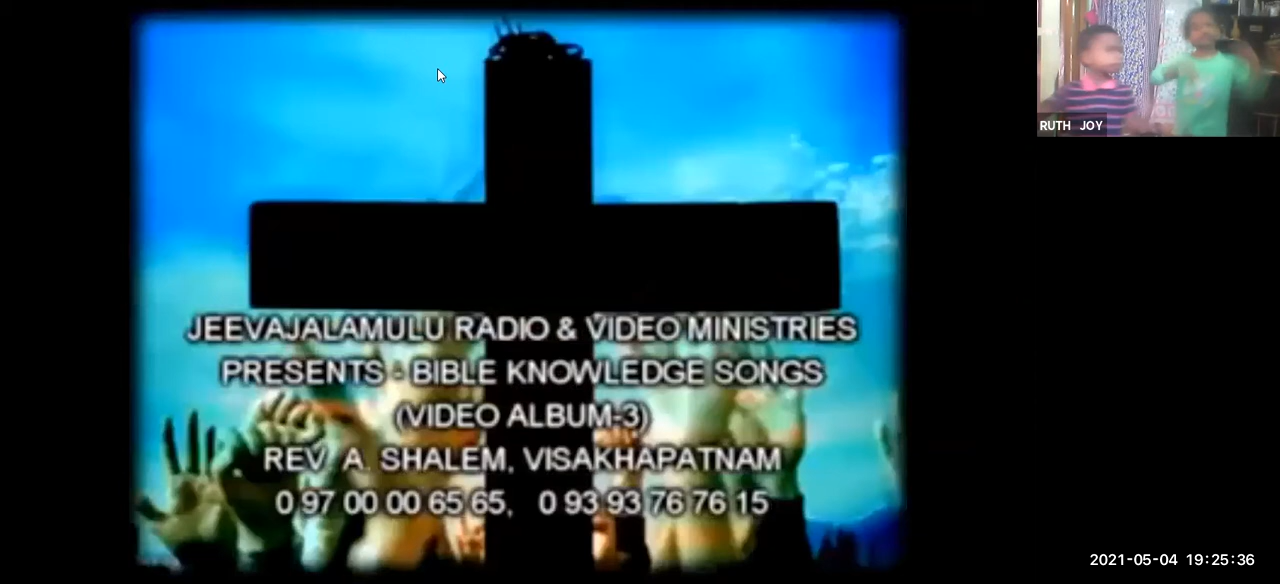 JEEVAJALAMULU RADIO & VIDEO MINISTRIES
PRESENTS - BIBLE KNOWLEDGE SONGS
(VIDEO ALBUM-3)
REV. A. SHALEM, VISAKHAPATNAM
0 97 00 00 65 65,   0 93 93 76 76 15
RUTH JOY
2021-05-04 19:25:36